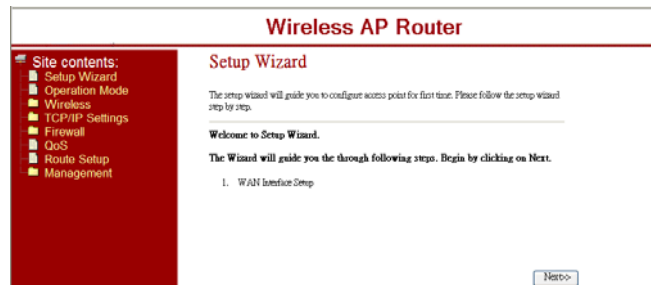 Wireless AP Router
Site contents:
Setup Wizard
Operation Mode
Wireless
TCP/IP Settings
Firewall
QoS
Route Setup
Management
Setup Wizard
The setup wizard will guide you to configure access point for first time. Please follow the setup wizard
step by step.
Welcome to Setup Wizard.
The Wizard will guide you the through following steps. Begin by clicking on Next.
1. WAN Interface Setup
Next>>